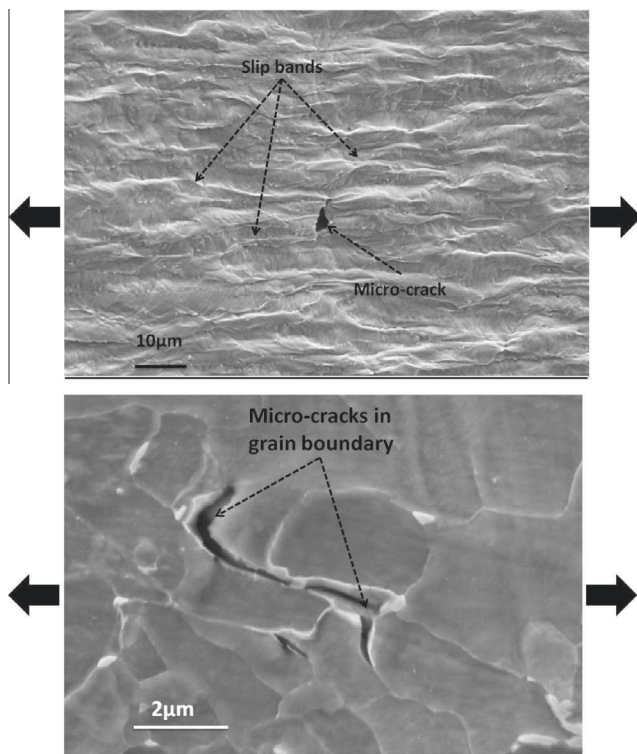 Slip bands
Micro-crack
10μm
Micro-cracks in
grain boundary
2μm